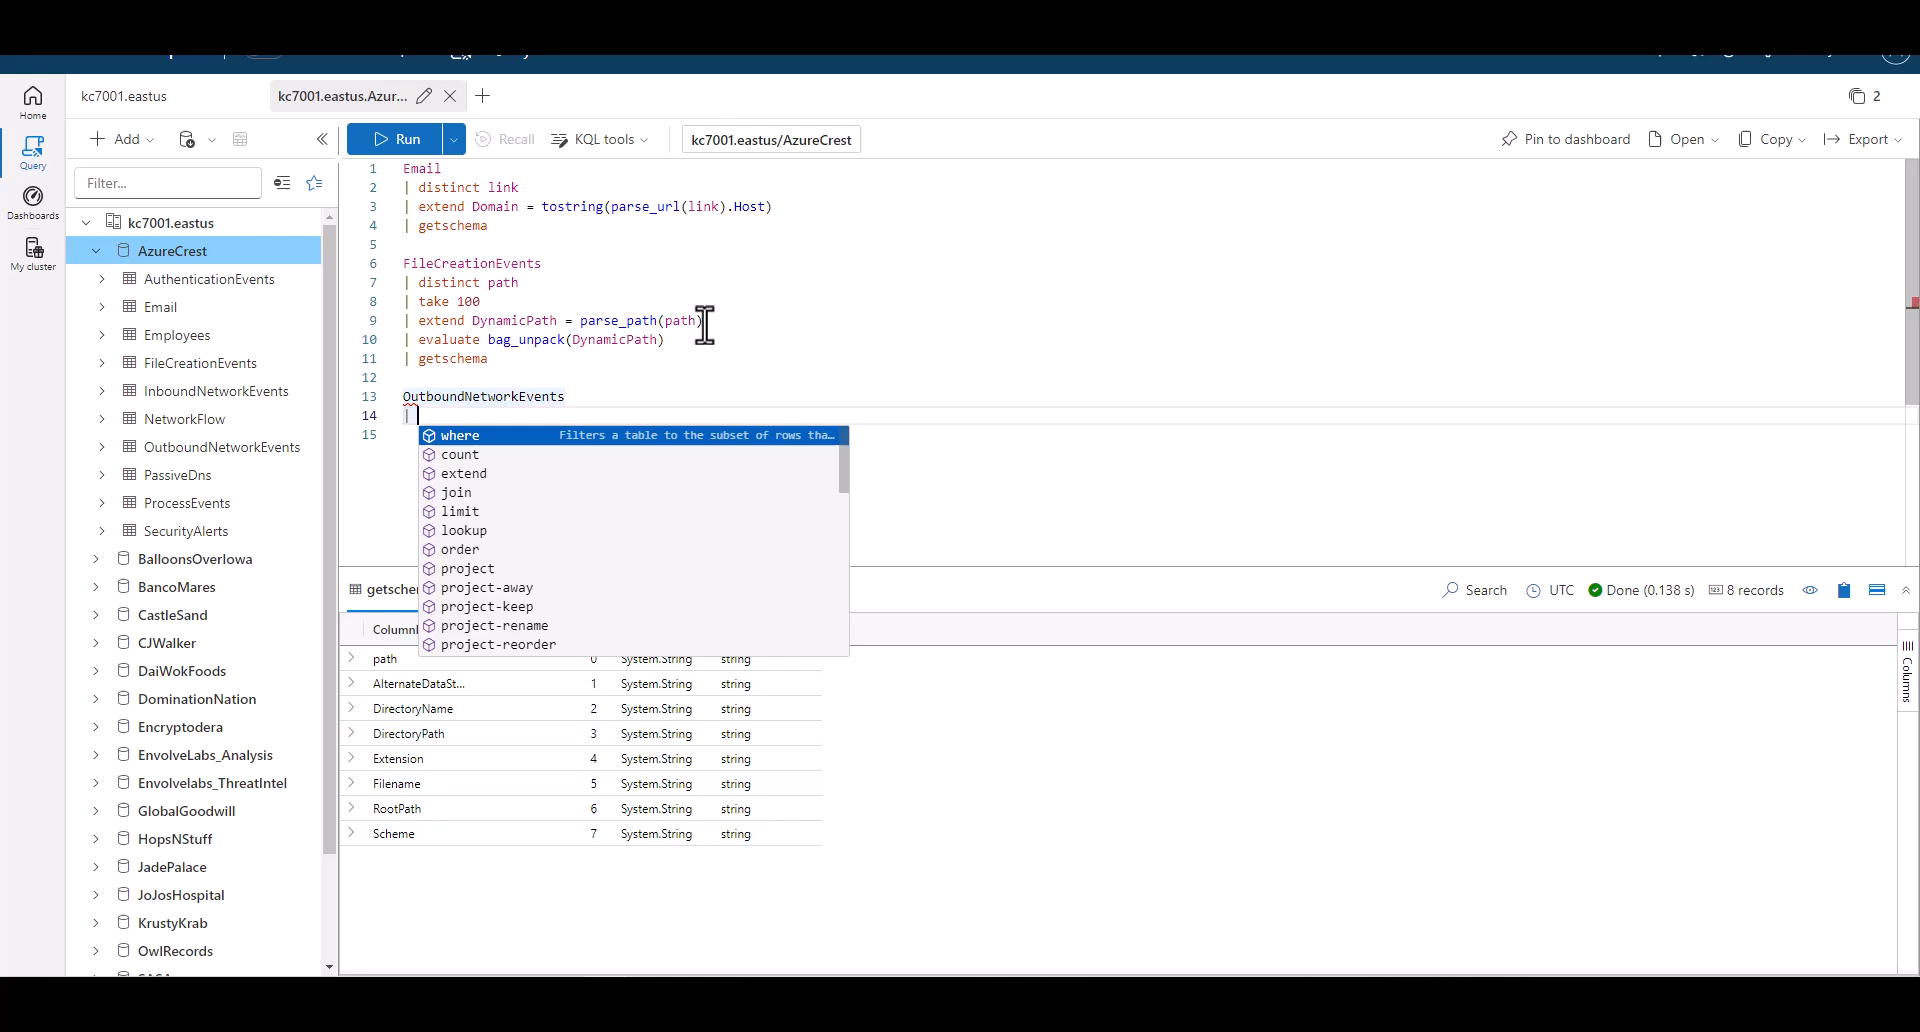 kc7001.eastus
kc7001.eastus.Azur...
2
Home
Query
Dashboards
My cluster
Add
Run
Recall
KQL tools
kc7001.eastus/AzureCrest
Pin to dashboard
Open
Copy
Export
Filter...
kc7001.eastus
AzureCrest
AuthenticationEvents
Email
Employees
FileCreationEvents
InboundNetworkEvents
NetworkFlow
OutboundNetworkEvents
PassiveDns
ProcessEvents
SecurityAlerts
BalloonsOverIowa
BancoMares
CastleSand
CJWalker
DaiWokFoods
DominationNation
Encryptodera
EnvolveLabs_Analysis
Envolvelabs_ThreatIntel
GlobalGoodwill
HopsNStuff
JadePalace
JoJosHospital
KrustyKrab
OwlRecords
1 Email
2 | distinct link
3 | extend Domain = tostring(parse_url(link).Host)
4 | getschema
5
6 FileCreationEvents
7 | distinct path
8 | take 100
9 | extend DynamicPath = parse_path(path)
10 | evaluate bag_unpack(DynamicPath)
11 | getschema
12
13 OutboundNetworkEvents
14 |
15
where Filters a table to the subset of rows tha…
count
extend
join
limit
lookup
order
project
project-away
project-keep
project-rename
project-reorder
Search
UTC
Done (0.138 s)
8 records
path 0 System.String string
AlternateDataSt... 1 System.String string
DirectoryName 2 System.String string
DirectoryPath 3 System.String string
Extension 4 System.String string
Filename 5 System.String string
RootPath 6 System.String string
Scheme 7 System.String string
Columns